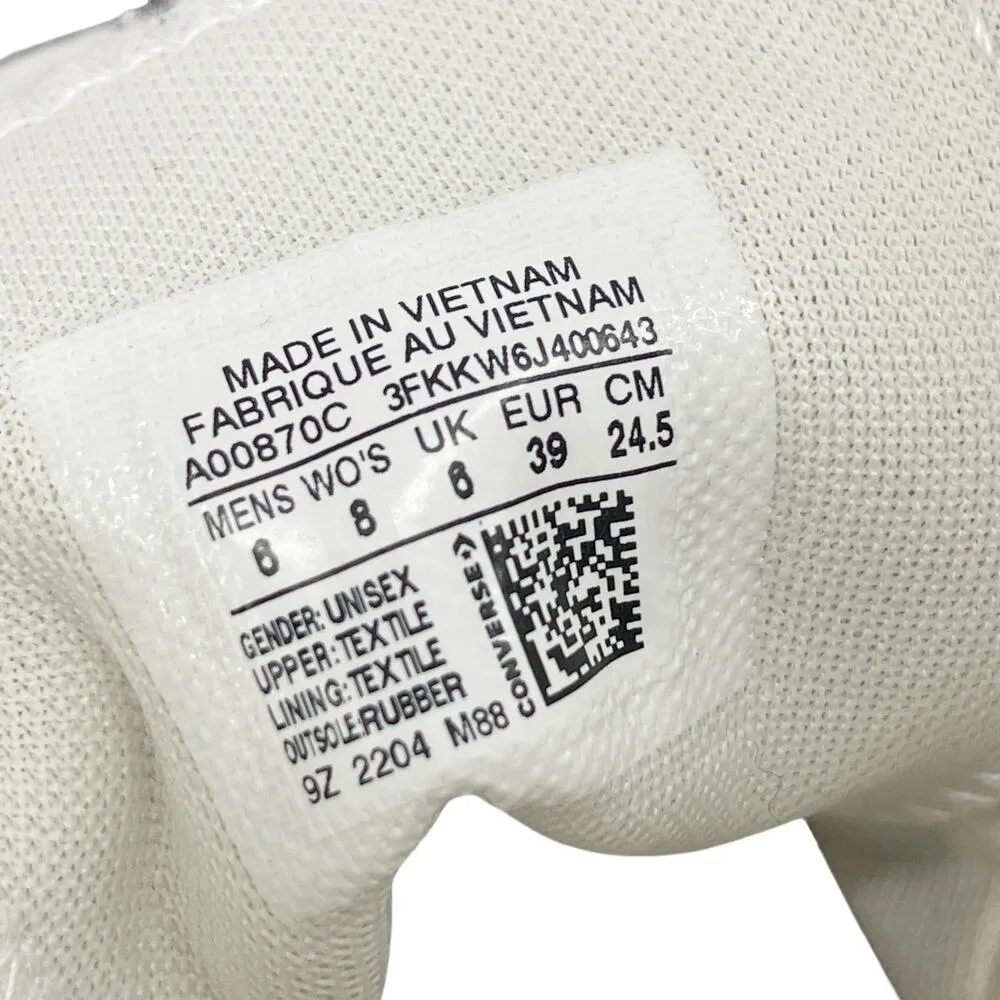 MADE IN VIETNAM
FABRIQUE AU VIETNAM
A00870C 3FKKW6J400643
MENS WO'S UK EUR CM
6 8 6 39 24.5
GENDER: UNISEX
UPPER: TEXTILE
LINING: TEXTILE
OUTSOLE: RUBBER
9Z 2204 M88
CONVERSE